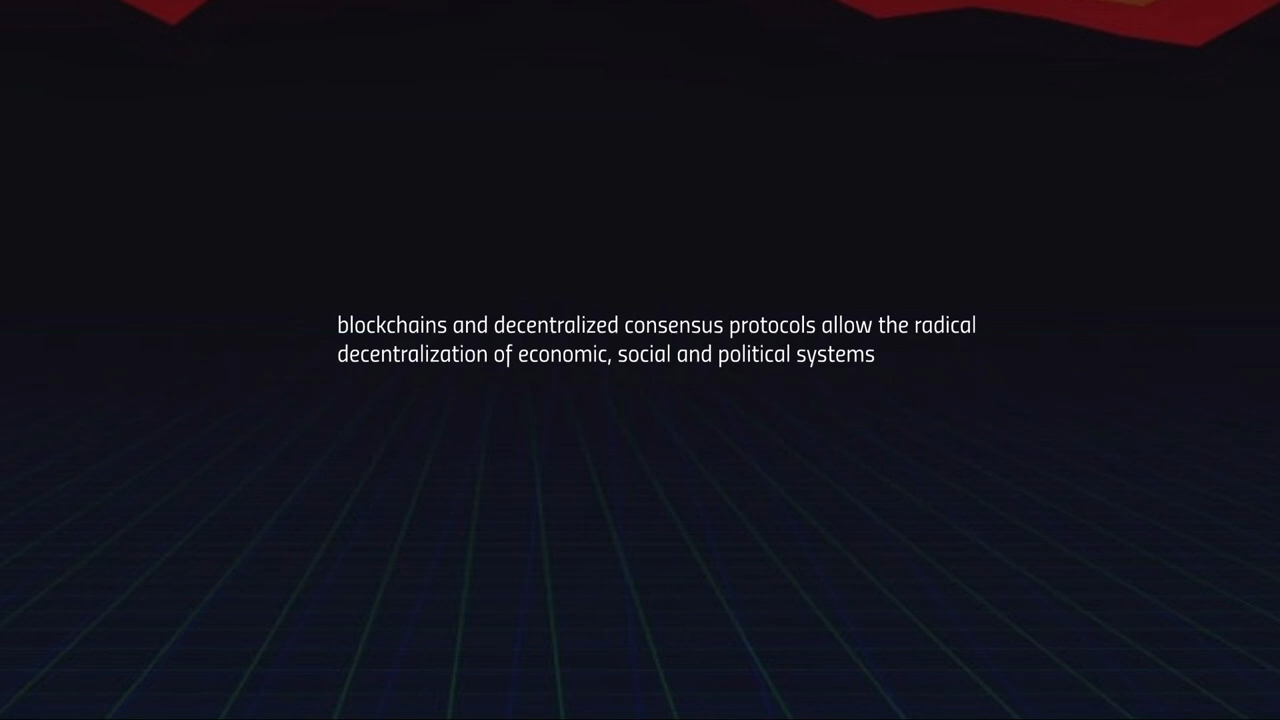 blockchains and decentralized consensus protocols allow the radical
decentralization of economic, social and political systems